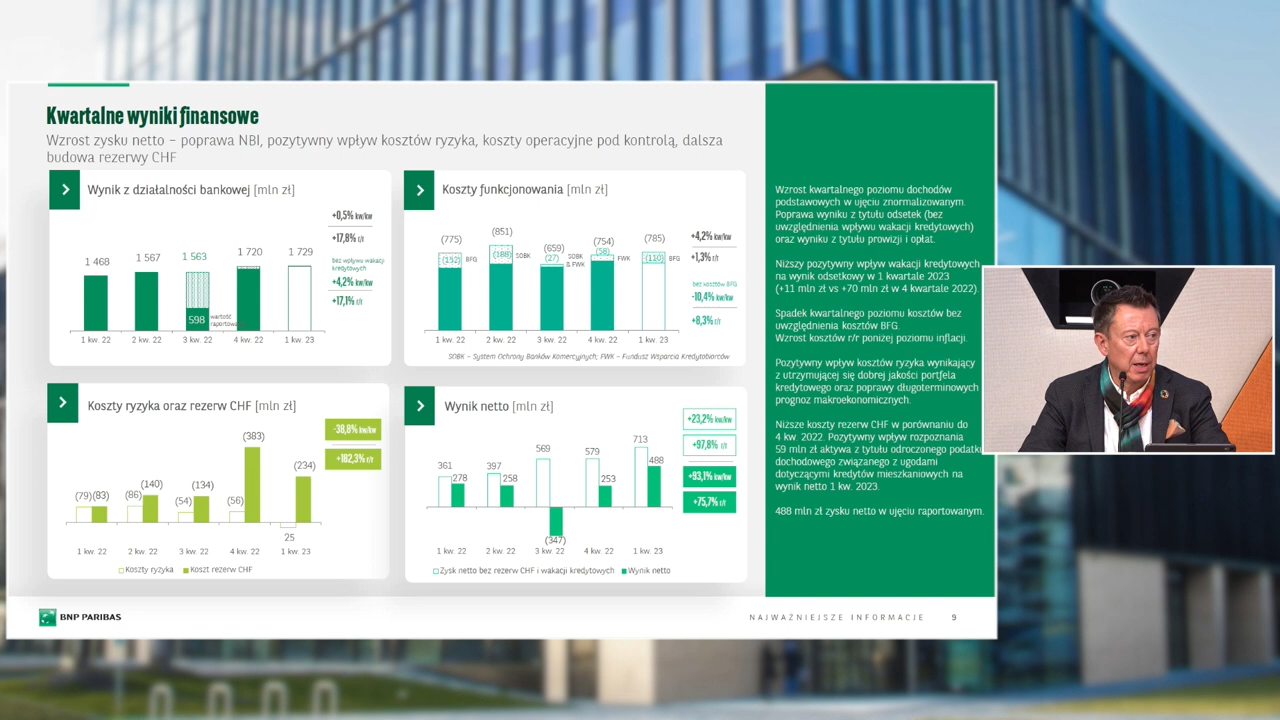 Kwartalne wyniki finansowe
Wzrost zysku netto – poprawa NBI, pozytywny wpływ kosztów ryzyka, koszty operacyjne pod kontrolą, dalsza
budowa rezerwy CHF
Wynik z działalności bankowej [mln zł]
1 468
1 567
1 563
1 720
1 729
598
wartość
raportowa
1 kw. 22
2 kw. 22
3 kw. 22
4 kw. 22
1 kw. 23
+0,5% kw/kw
+17,8% r/r
bez wpływu wakacji
kredytowych
+4,2% kw/kw
+17,1% r/r
Koszty funkcjonowania [mln zł]
(775)
(851)
(659)
(754)
(785)
(152) BFG
(188) SOBK
(27) SOBK
& FWK
(58) FWK
(110) BFG
1 kw. 22
2 kw. 22
3 kw. 22
4 kw. 22
1 kw. 23
SOBK – System Ochrony Banków Komercyjnych; FWK – Fundusz Wsparcia Kredytobiorców
+4,2% kw/kw
+1,3% r/r
bez kosztów BFG
-10,4% kw/kw
+8,3% r/r
Koszty ryzyka oraz rezerw CHF [mln zł]
(79) (83)
(86) (140)
(54) (134)
(56) (383)
25 (234)
1 kw. 22
2 kw. 22
3 kw. 22
4 kw. 22
1 kw. 23
Koszty ryzyka
Koszt rezerw CHF
-38,8% kw/kw
+182,3% r/r
Wynik netto [mln zł]
361 278
397 258
569 (347)
579 253
713 488
1 kw. 22
2 kw. 22
3 kw. 22
4 kw. 22
1 kw. 23
Zysk netto bez rezerw CHF i wakacji kredytowych
Wynik netto
+23,2% kw/kw
+97,8% r/r
+93,1% kw/kw
+75,7% r/r
Wzrost kwartalnego poziomu dochodów
podstawowych w ujęciu znormalizowanym.
Poprawa wyniku z tytułu odsetek (bez
uwzględnienia wpływu wakacji kredytowych)
oraz wyniku z tytułu prowizji i opłat.
Niższy pozytywny wpływ wakacji kredytowych
na wynik odsetkowy w 1 kwartale 2023
(+11 mln zł vs +70 mln zł w 4 kwartale 2022).
Spadek kwartalnego poziomu kosztów bez
uwzględnienia kosztów BFG.
Wzrost kosztów r/r poniżej poziomu inflacji.
Pozytywny wpływ kosztów ryzyka wynikający
z utrzymującej się dobrej jakości portfela
kredytowego oraz poprawy długoterminowych
prognoz makroekonomicznych.
Niższe koszty rezerw CHF w porównaniu do
4 kw. 2022. Pozytywny wpływ rozpoznania
59 mln zł aktywa z tytułu odroczonego podatku
dochodowego związanego z ugodami
dotyczącymi kredytów mieszkaniowych na
wynik netto 1 kw. 2023.
488 mln zł zysku netto w ujęciu raportowanym.
BNP PARIBAS
NAJWAŻNIEJSZE INFORMACJE 9